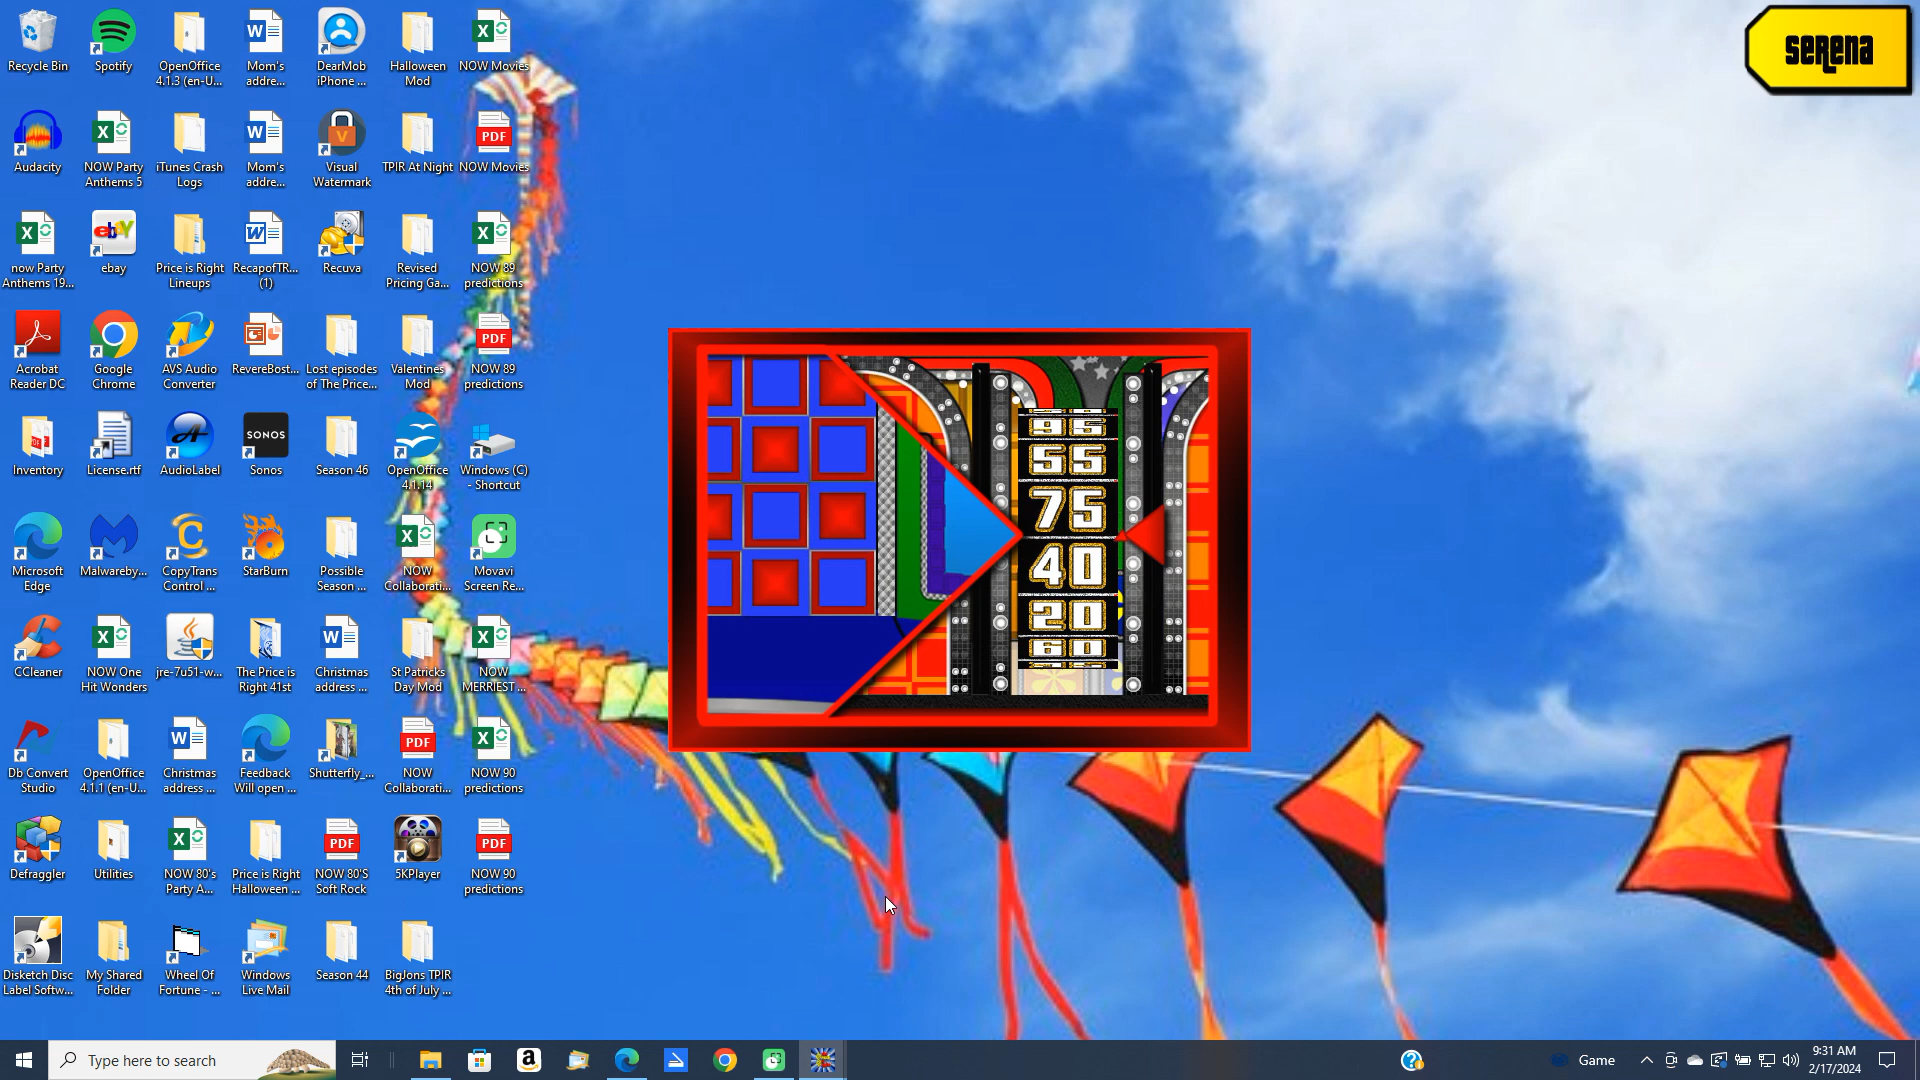 Recycle Bin
Spotify
OpenOffice
4.1.3 (en-U...
Mom's
addre...
DearMob
iPhone ...
Halloween
Mod
NOW Movies
Audacity
NOW Party
Anthems 5
iTunes Crash
Logs
Mom's
addre...
Visual
Watermark
TPIR At Night
PDF
NOW Movies
now Party
Anthems 19...
ebay
Price is Right
Lineups
RecapofTR...
(1)
Recuva
Revised
Pricing Ga...
NOW 89
predictions
Acrobat
Reader DC
Google
Chrome
AVS Audio
Converter
RevereBost...
Lost episodes
of The Price...
Valentines
Mod
PDF
NOW 89
predictions
Inventory
License.rtf
AudioLabel
SONOS
Sonos
Season 46
OpenOffice
4.1.14
Windows (C)
- Shortcut
Microsoft
Edge
Malwareby...
CopyTrans
Control ...
StarBurn
Possible
Season ...
NOW
Collaborati...
Movavi
Screen Re...
CCleaner
NOW One
Hit Wonders
jre-7u51-w...
The Price is
Right 41st
Christmas
address ...
St Patricks
Day Mod
NOW
MERRIEST ...
Db Convert
Studio
OpenOffice
4.1.1 (en-U...
Christmas
address ...
Feedback
Will open ...
Shutterfly_...
PDF
NOW
Collaborati...
NOW 90
predictions
Defraggler
Utilities
NOW 80's
Party A...
Price is Right
Halloween ...
PDF
NOW 80'S
Soft Rock
5KPlayer
PDF
NOW 90
predictions
Disketch Disc
Label Softw...
My Shared
Folder
Wheel Of
Fortune - ...
Windows
Live Mail
Season 44
BigJons TPIR
4th of July ...
SERENA
95
55
75
40
20
60
Type here to search
Game
9:31 AM
2/17/2024